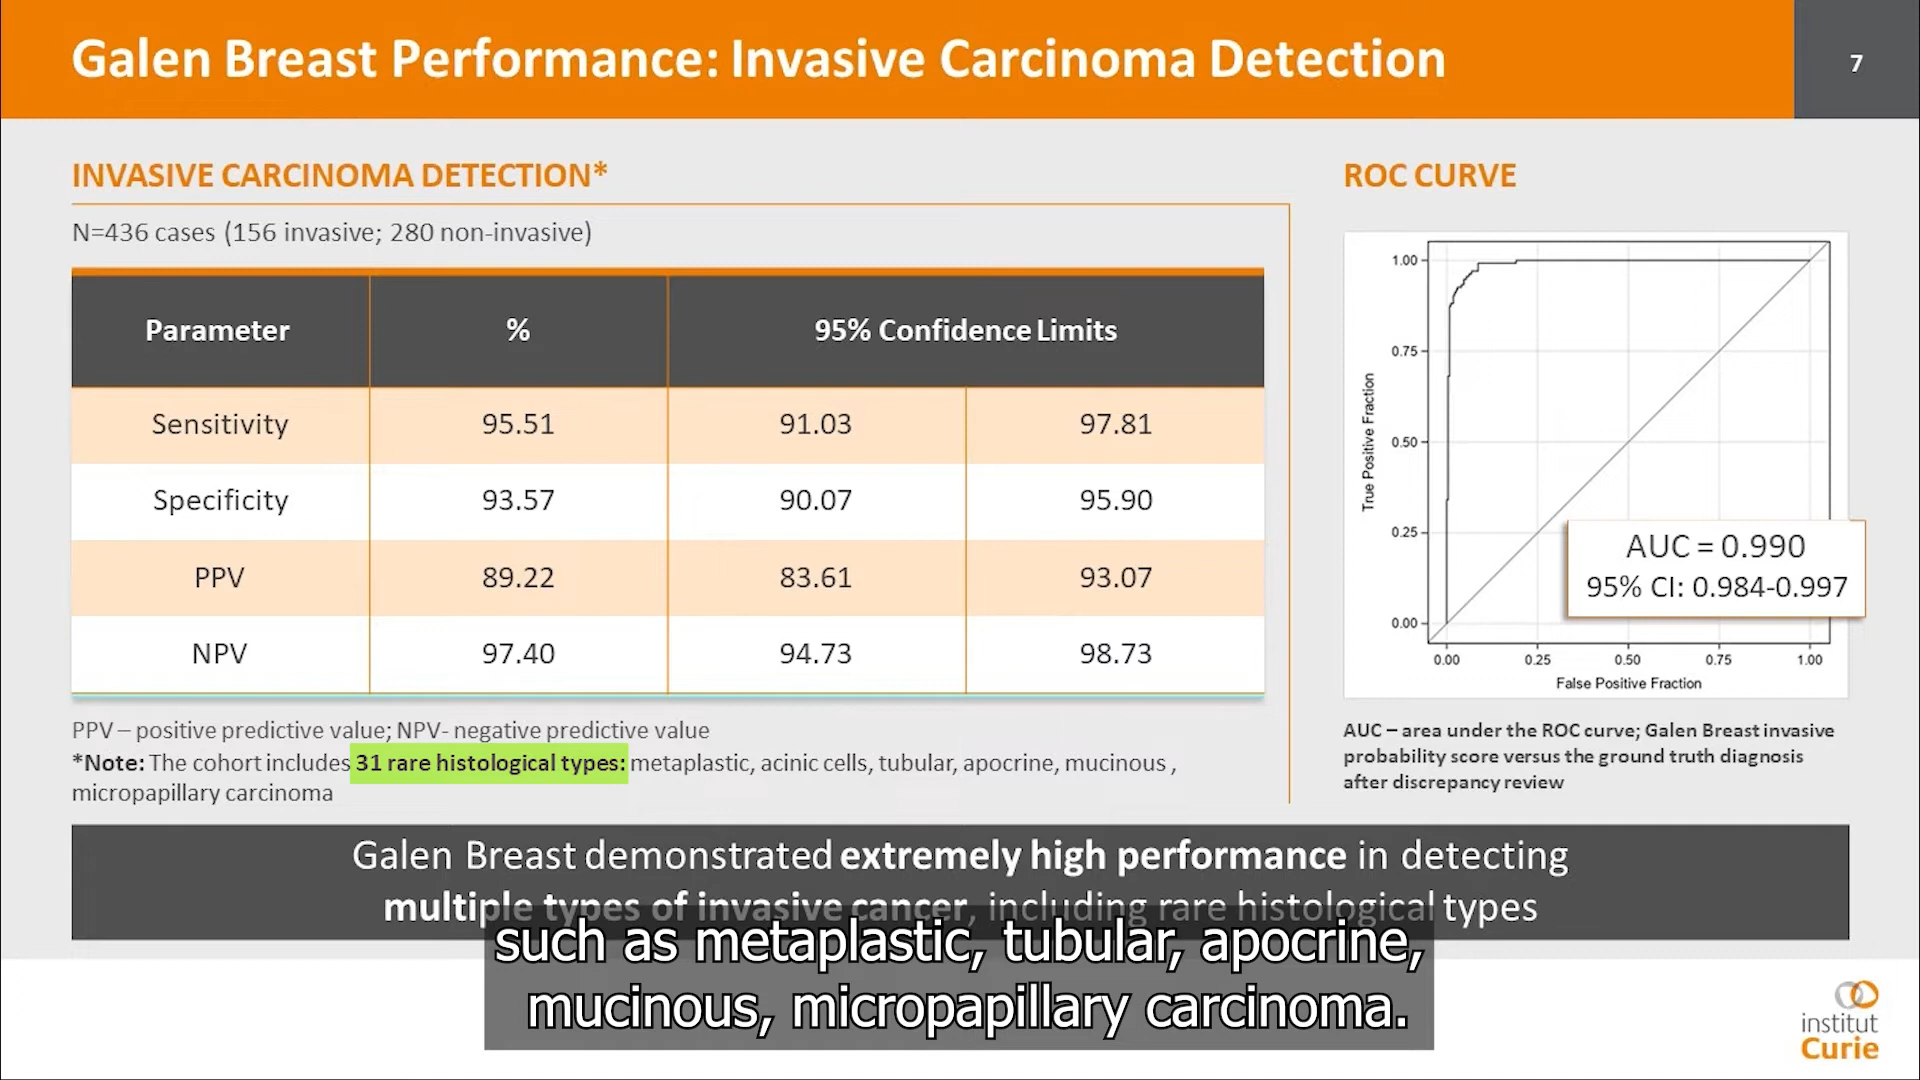 Galen Breast Performance: Invasive Carcinoma Detection
7
INVASIVE CARCINOMA DETECTION*
N=436 cases (156 invasive; 280 non-invasive)
Parameter % 95% Confidence Limits
Sensitivity 95.51 91.03 97.81
Specificity 93.57 90.07 95.90
PPV 89.22 83.61 93.07
NPV 97.40 94.73 98.73
PPV – positive predictive value; NPV- negative predictive value
*Note: The cohort includes 31 rare histological types: metaplastic, acinic cells, tubular, apocrine, mucinous ,
micropapillary carcinoma
ROC CURVE
True Positive Fraction
1.00
0.75
0.50
0.25
0.00
0.00 0.25 0.50 0.75 1.00
False Positive Fraction
AUC = 0.990
95% CI: 0.984-0.997
AUC – area under the ROC curve; Galen Breast invasive
probability score versus the ground truth diagnosis
after discrepancy review
Galen Breast demonstrated extremely high performance in detecting
multiple types of invasive cancer, including rare histological types
such as metaplastic, tubular, apocrine,
mucinous, micropapillary carcinoma.
institut
Curie